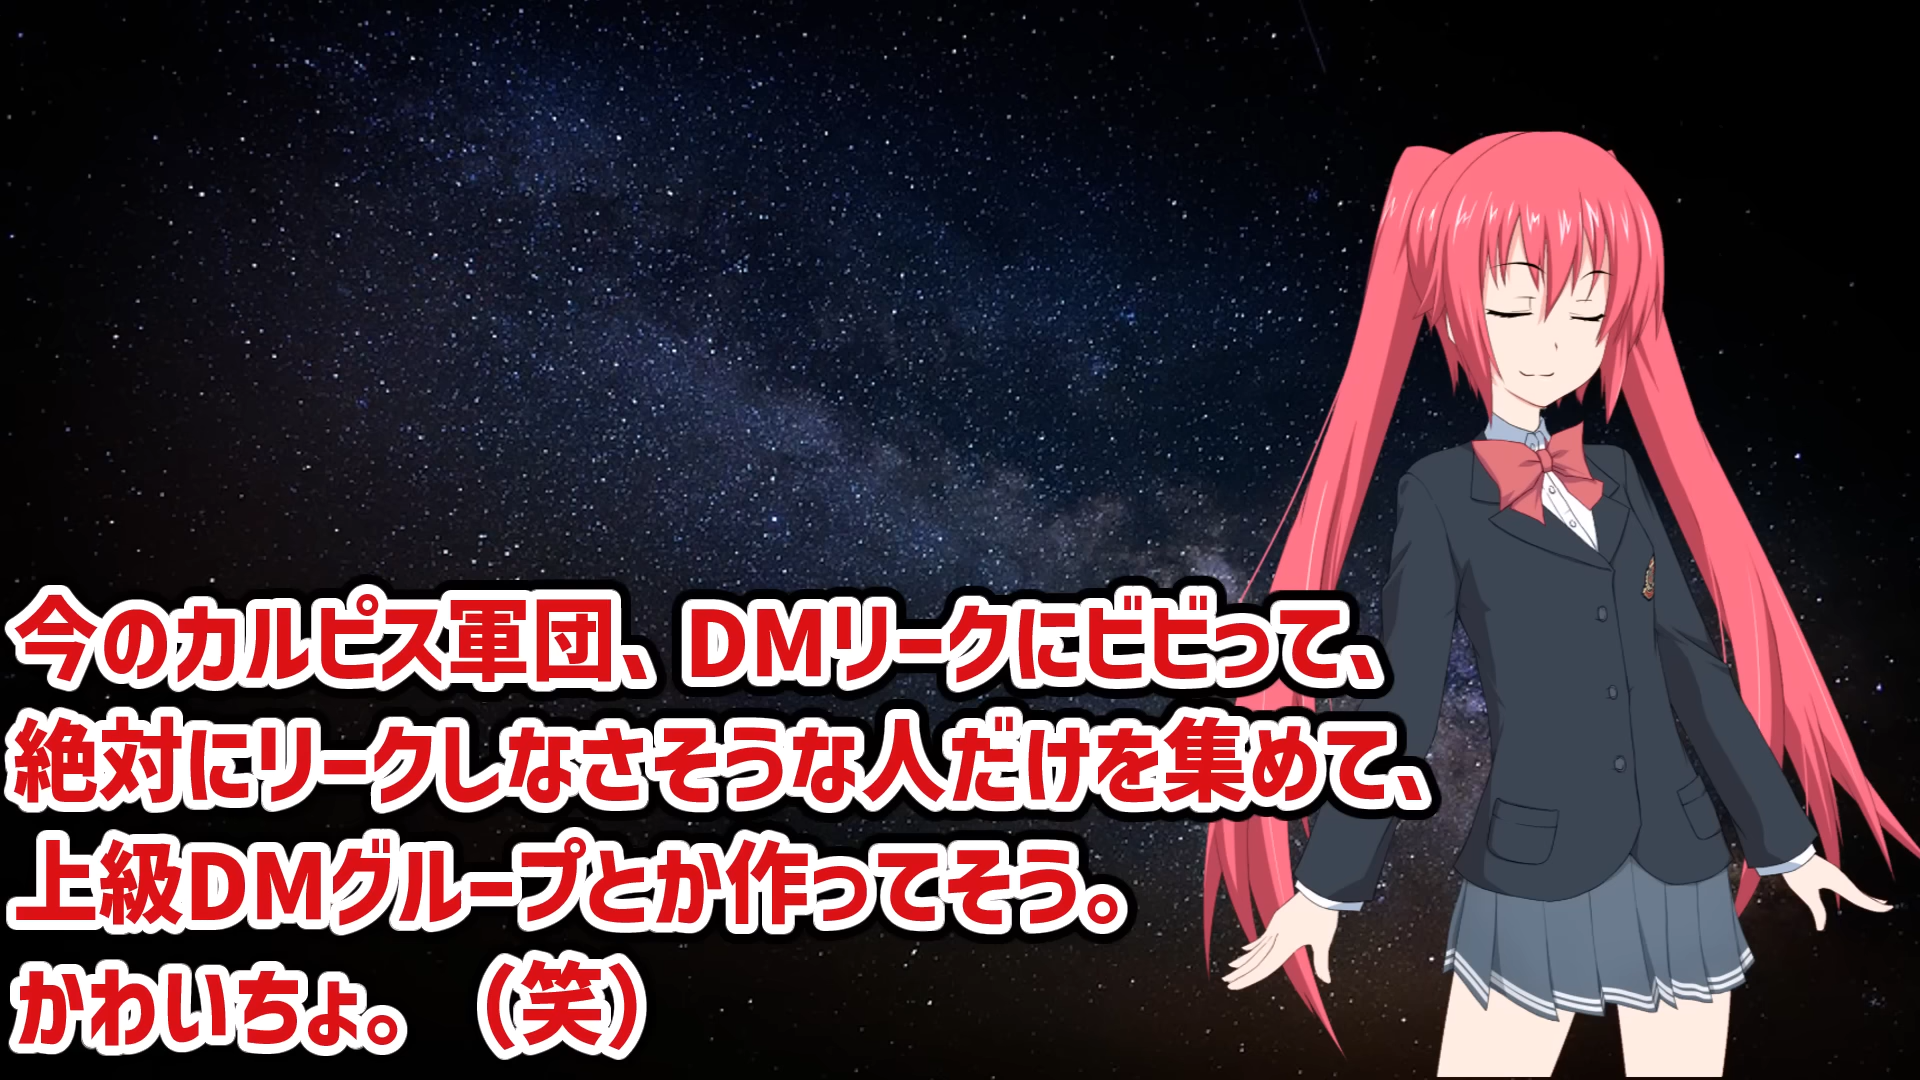 今のカルピス軍団、DMリークにビビって、
絶対にリークしなさそうな人だけを集めて、
上級DMグループとか作ってそう。
かわいちょ。（笑）